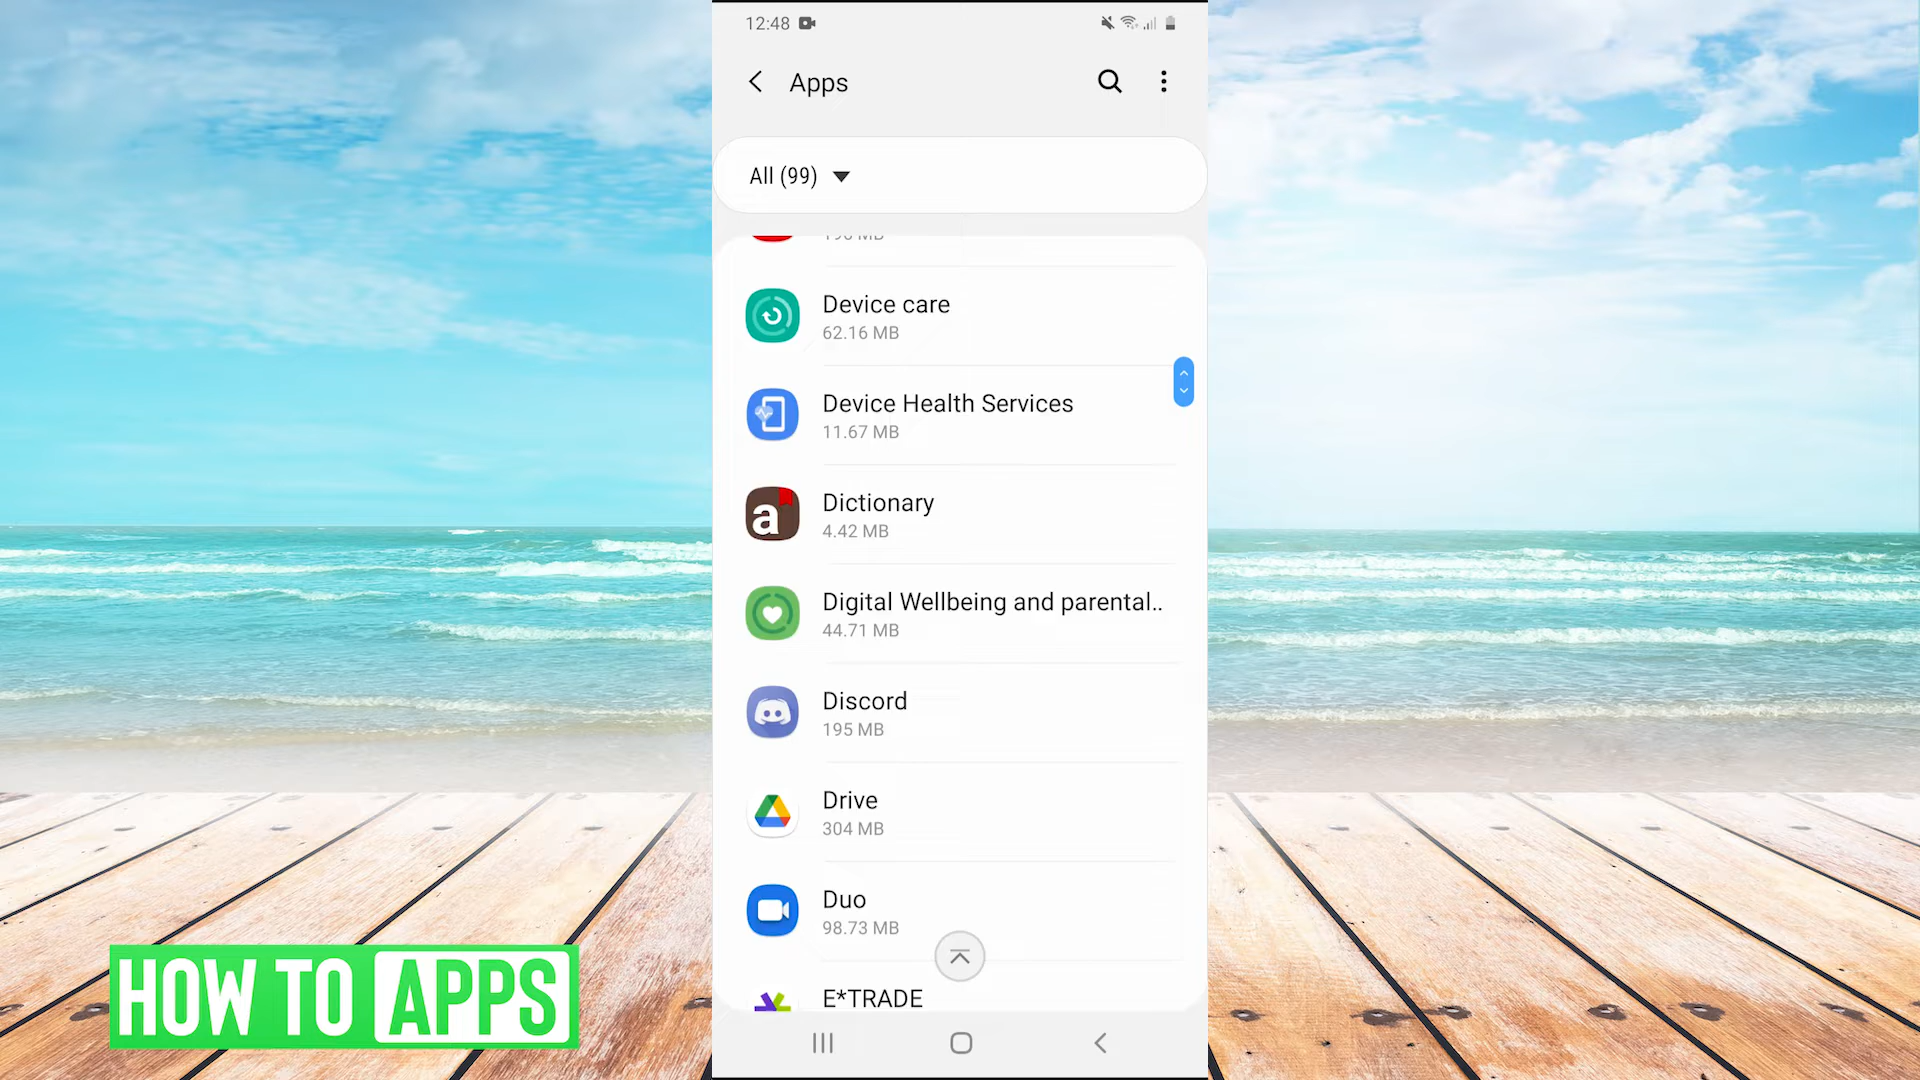 12:48
Apps
All (99)
Device care
62.16 MB
Device Health Services
11.67 MB
a
Dictionary
4.42 MB
Digital Wellbeing and parental..
44.71 MB
Discord
195 MB
Drive
304 MB
Duo
98.73 MB
E*TRADE
HOW TO APPS